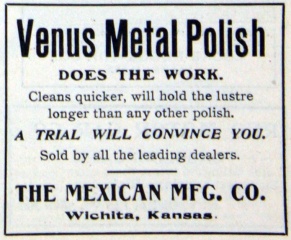 Venus Metal Polish
DOES THE WORK.
Cleans quicker, will hold the lustre
longer than any other polish.
A TRIAL WILL CONVINCE YOU.
Sold by all the leading dealers.
THE MEXICAN MFG. CO.
Wichita, Kansas.